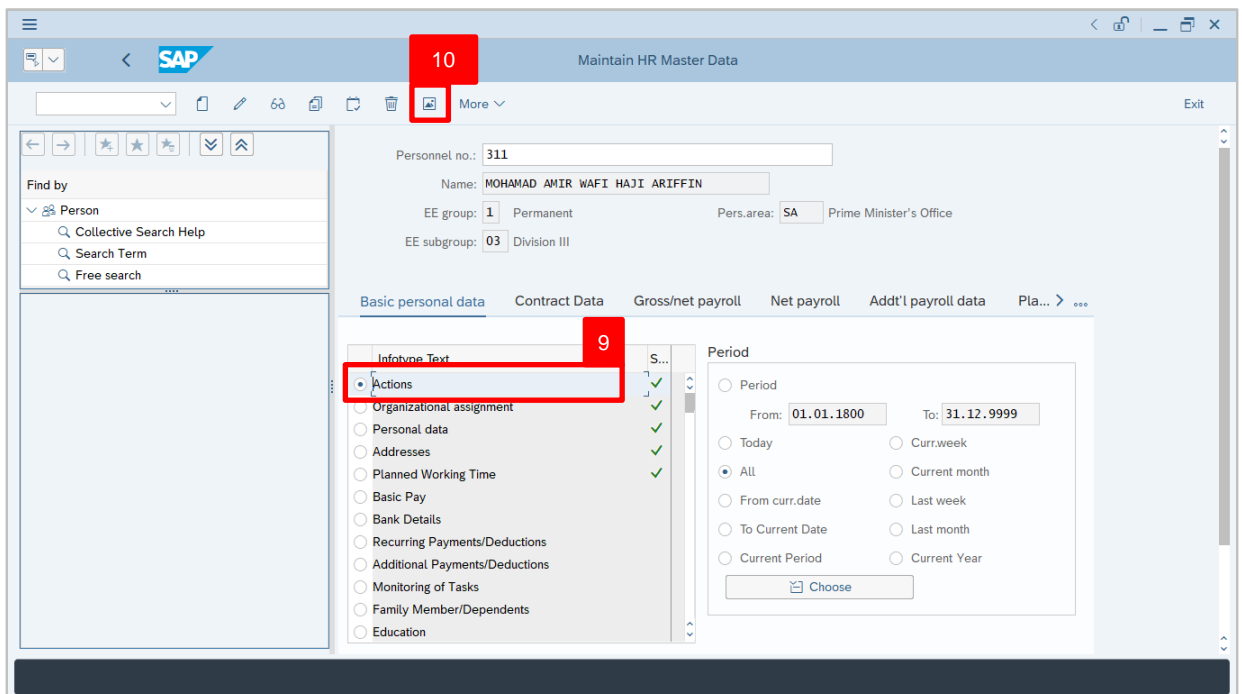 SAP
10
Maintain HR Master Data
More
Exit
Find by
Person
Collective Search Help
Search Term
Free search
Personnel no.: 311
Name: MOHAMAD AMIR WAFI HAJI ARIFFIN
EE group: 1 Permanent Pers.area: SA Prime Minister's Office
EE subgroup: 03 Division III
Basic personal data Contract Data Gross/net payroll Net payroll Addt'l payroll data Pla...
9
Infotype Text S...
Actions
Organizational assignment
Personal data
Addresses
Planned Working Time
Basic Pay
Bank Details
Recurring Payments/Deductions
Additional Payments/Deductions
Monitoring of Tasks
Family Member/Dependents
Education
Period
Period
From: 01.01.1800 To: 31.12.9999
Today Curr.week
All Current month
From curr.date Last week
To Current Date Last month
Current Period Current Year
Choose